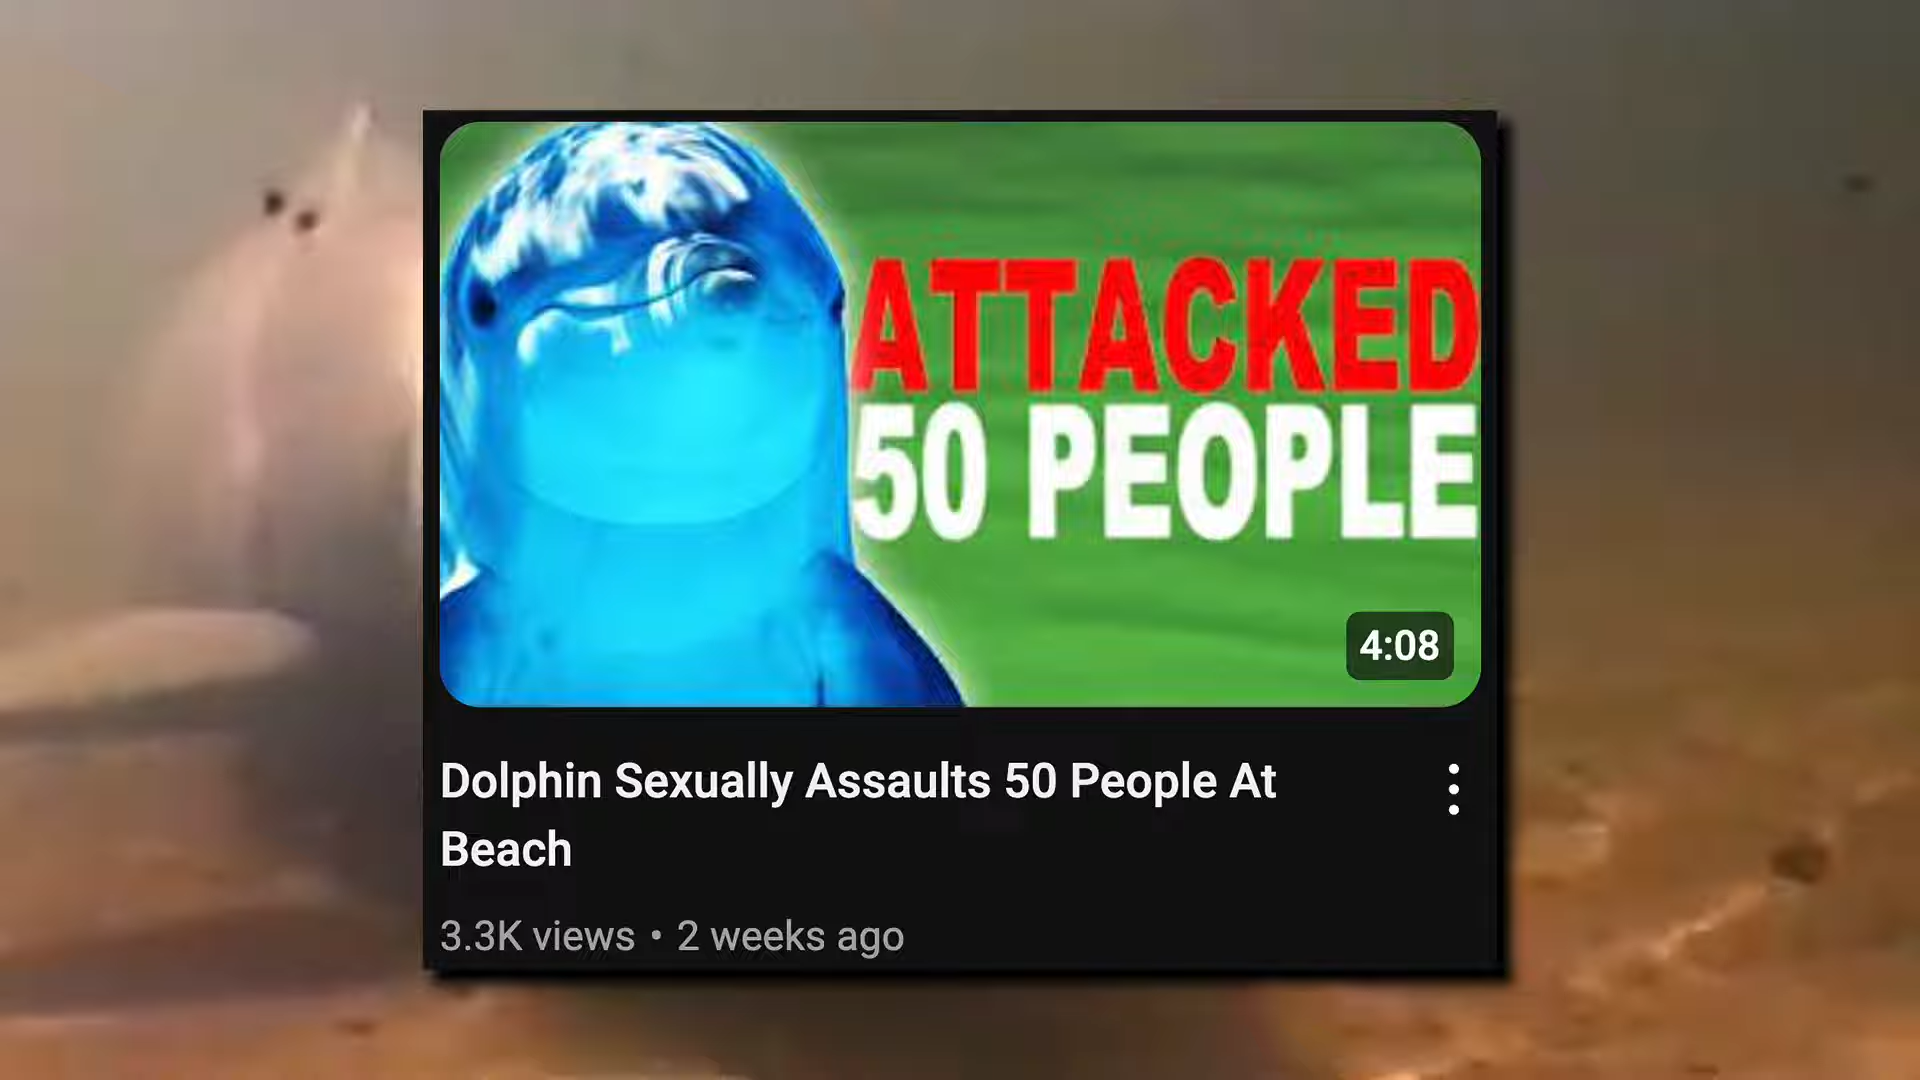 ATTACKED
50 PEOPLE
4:08
Dolphin Sexually Assaults 50 People At
Beach
3.3K views • 2 weeks ago